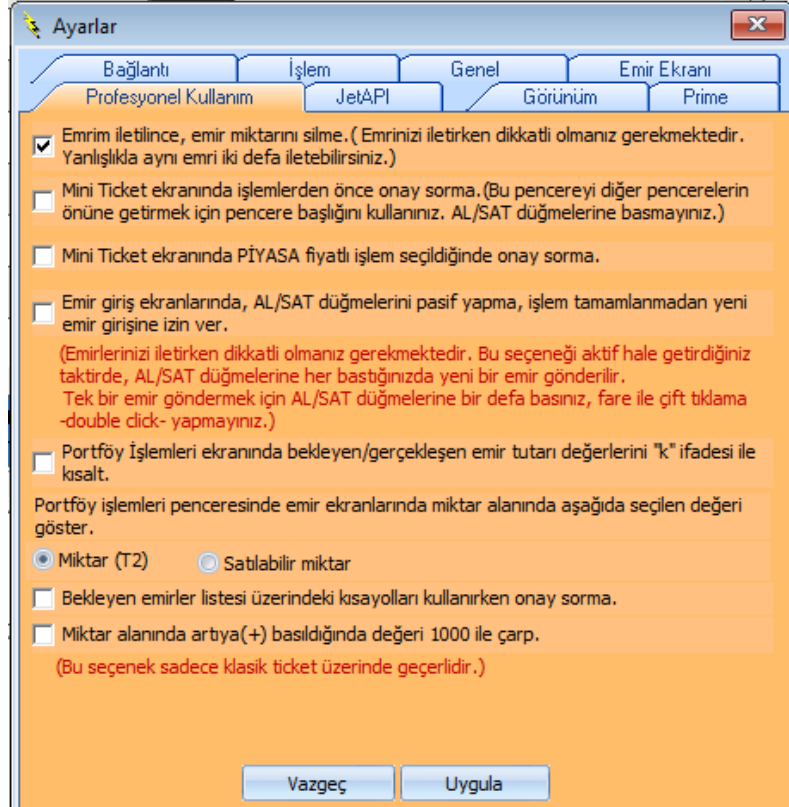 Ayarlar
Bağlantı İşlem Genel Emir Ekranı
Profesyonel Kullanım JetAPI Görünüm Prime
Emrim iletilince, emir miktarını silme.( Emrinizi iletirken dikkatli olmanız gerekmektedir.
Yanlışlıkla aynı emri iki defa iletebilirsiniz.)
Mini Ticket ekranında işlemlerden önce onay sorma.(Bu pencereyi diğer pencerelerin
önüne getirmek için pencere başlığını kullanınız. AL/SAT düğmelerine basmayınız.)
Mini Ticket ekranında PİYASA fiyatlı işlem seçildiğinde onay sorma.
Emir giriş ekranlarında, AL/SAT düğmelerini pasif yapma, işlem tamamlanmadan yeni
emir girişine izin ver.
(Emirlerinizi iletirken dikkatli olmanız gerekmektedir. Bu seçeneği aktif hale getirdiğiniz
taktirde, AL/SAT düğmelerine her bastığınızda yeni bir emir gönderilir.
Tek bir emir göndermek için AL/SAT düğmelerine bir defa basınız, fare ile çift tıklama
-double click- yapmayınız.)
Portföy İşlemleri ekranında bekleyen/gerçekleşen emir tutarı değerlerini "k" ifadesi ile
kısalt.
Portföy işlemleri penceresinde emir ekranlarında miktar alanında aşağıda seçilen değeri
göster.
Miktar (T2) Satılabilir miktar
Bekleyen emirler listesi üzerindeki kısayolları kullanırken onay sorma.
Miktar alanında artıya(+) basıldığında değeri 1000 ile çarp.
(Bu seçenek sadece klasik ticket üzerinde geçerlidir.)
Vazgeç Uygula